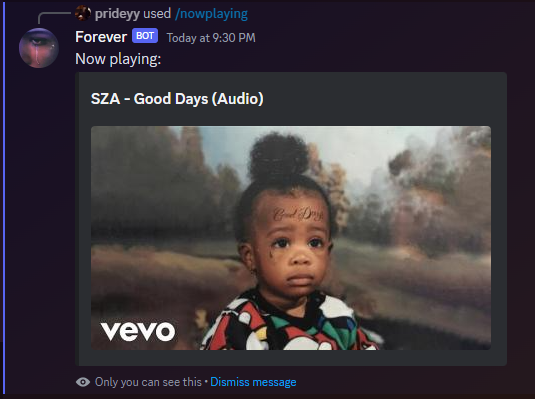 prideyy used /nowplaying
Forever BOT Today at 9:30 PM
Now playing:
SZA - Good Days (Audio)
Good Days
vevo
Only you can see this • Dismiss message